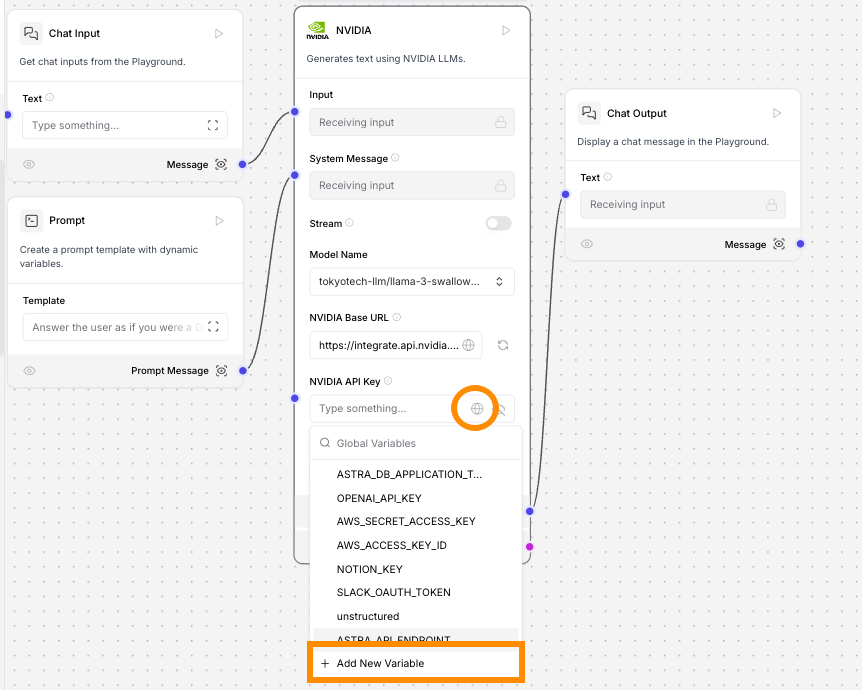 Chat Input
Get chat inputs from the Playground.
Text
Type something...
Message
Prompt
Create a prompt template with dynamic
variables.
Template
Answer the user as if you were a
Prompt Message
NVIDIA
NVIDIA
Generates text using NVIDIA LLMs.
Input
Receiving input
System Message
Receiving input
Stream
Model Name
tokyotech-llm/llama-3-swallow...
NVIDIA Base URL
https://integrate.api.nvidia....
NVIDIA API Key
Type something...
Global Variables
ASTRA_DB_APPLICATION_T...
OPENAI_API_KEY
AWS_SECRET_ACCESS_KEY
AWS_ACCESS_KEY_ID
NOTION_KEY
SLACK_OAUTH_TOKEN
unstructured
ASTRA_API_ENDPOINT
+ Add New Variable
Chat Output
Display a chat message in the Playground.
Text
Receiving input
Message